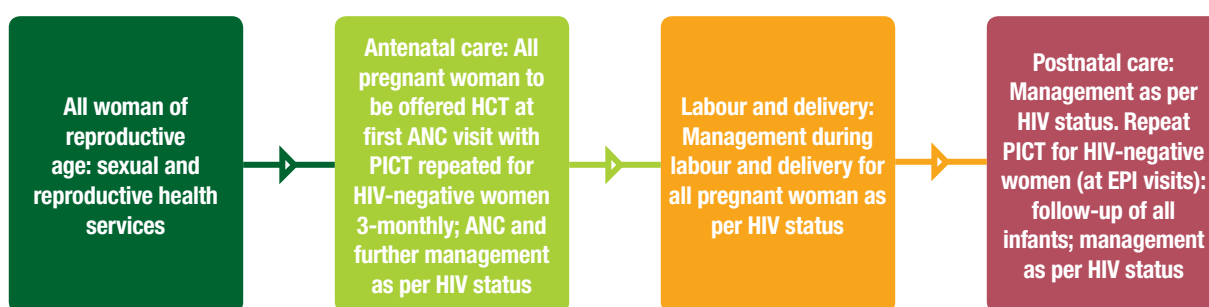 All woman of
reproductive
age: sexual and
reproductive health
services
Antenatal care: All
pregnant woman to
be offered HCT at
first ANC visit with
PICT repeated for
HIV-negative women
3-monthly; ANC and
further management
as per HIV status
Labour and delivery:
Management during
labour and delivery for
all pregnant woman as
per HIV status
Postnatal care:
Management as per
HIV status. Repeat
PICT for HIV-negative
women (at EPI visits):
follow-up of all
infants; management
as per HIV status